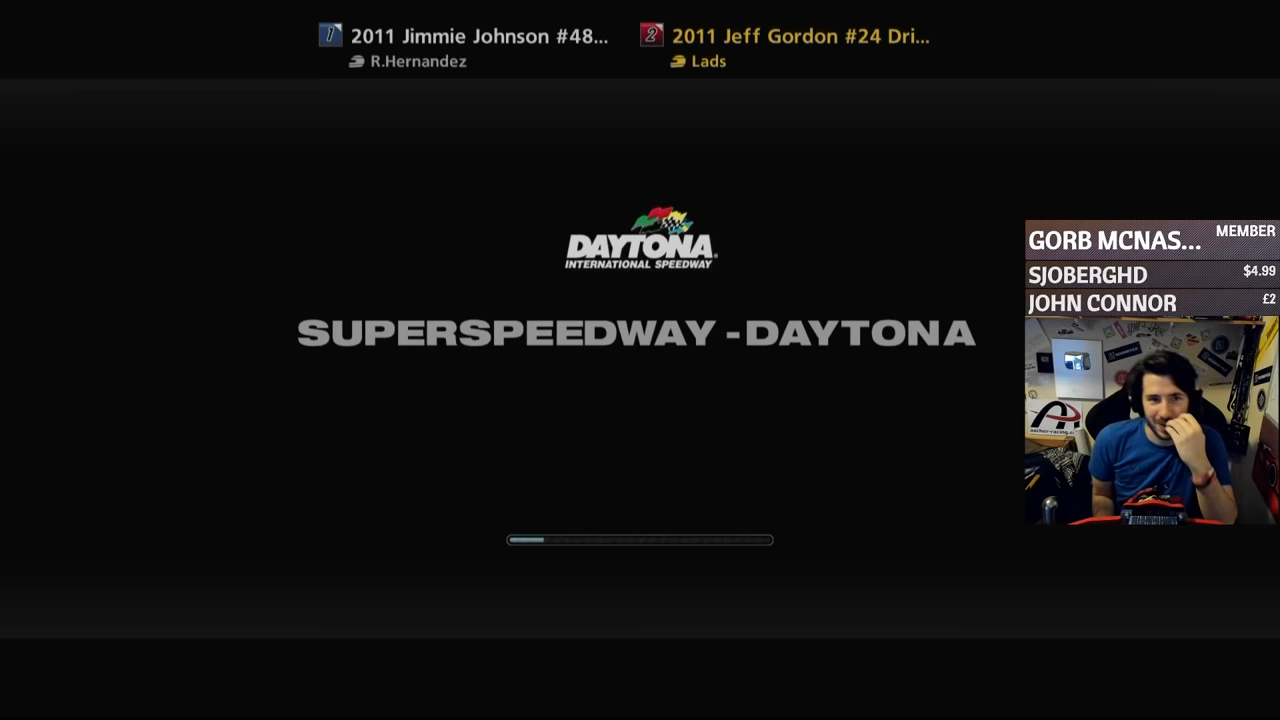 1 2011 Jimmie Johnson #48...
R.Hernandez
2 2011 Jeff Gordon #24 Dri...
Lads
DAYTONA
INTERNATIONAL SPEEDWAY
SUPERSPEEDWAY - DAYTONA
GORB MCNAS... MEMBER
SJOBERGHD $4.99
JOHN CONNOR £2